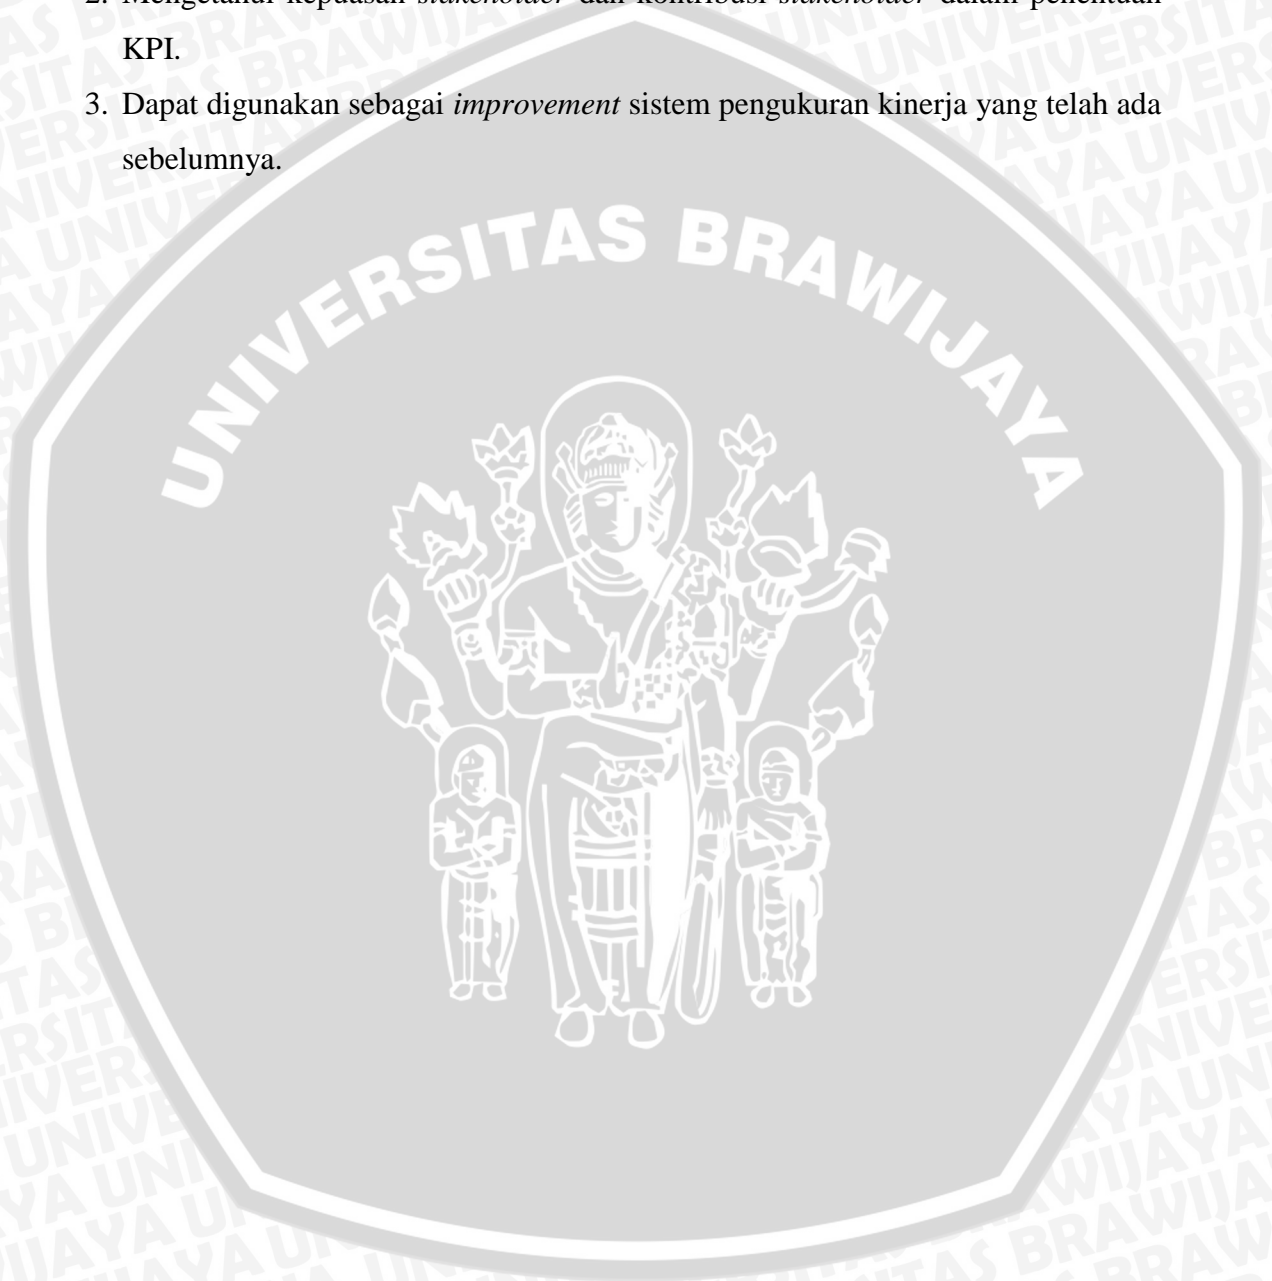 2. Mengetahui kepuasan stakeholder dan kontribusi stakeholder dalam penentuan
KPI.
3. Dapat digunakan sebagai improvement sistem pengukuran kinerja yang telah ada
sebelumnya.
UNIVERSITAS BRAWIJAYA